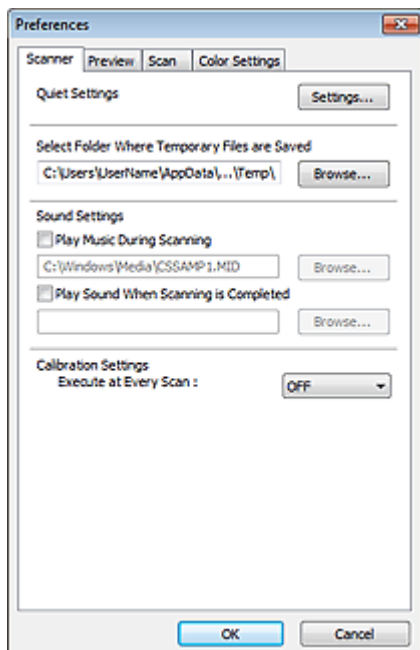 Preferences
Scanner Preview Scan Color Settings
Quiet Settings Settings...
Select Folder Where Temporary Files are Saved
C:\Users\UserName\AppData\...\Temp\ Browse...
Sound Settings
Play Music During Scanning
C:\Windows\Media\CSSAMP1.MID Browse...
Play Sound When Scanning is Completed
Browse...
Calibration Settings
Execute at Every Scan : OFF
OK Cancel